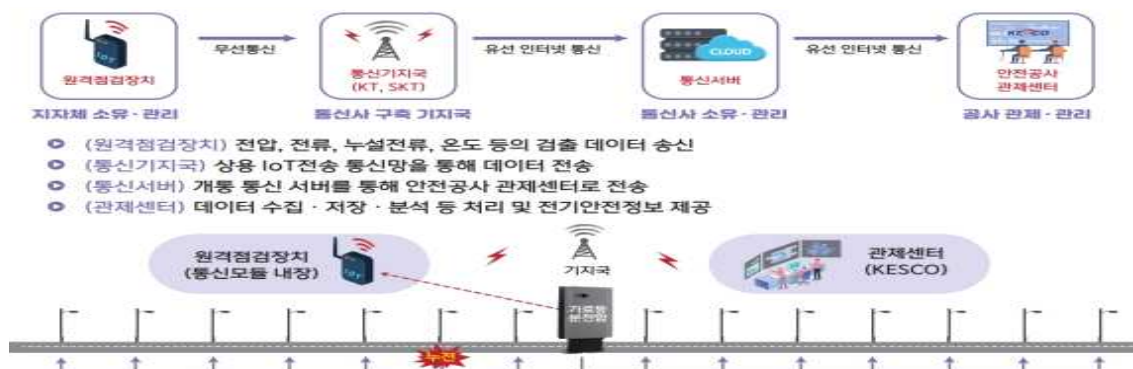 IOT
원격점검장치
무선통신
통신기지국
(KT, SKT)
유선 인터넷 통신
CLOUD
통신서버
유선 인터넷 통신
KESCO
안전공사
관제센터
지자체 소유·관리
통신사 구축 기지국
통신사 소유·관리
공사 관제·관리
(원격점검장치) 전압, 전류, 누설전류, 온도 등의 검출 데이터 송신
(통신기지국) 상용 IoT전송 통신망을 통해 데이터 전송
(통신서버) 개통 통신 서버를 통해 안전공사 관제센터로 전송
(관제센터) 데이터 수집·저장·분석 등 처리 및 전기안전정보 제공
원격점검장치
(통신모듈 내장)
IOT
기지국
관제센터
(KESCO)
가로등
분전함
누전